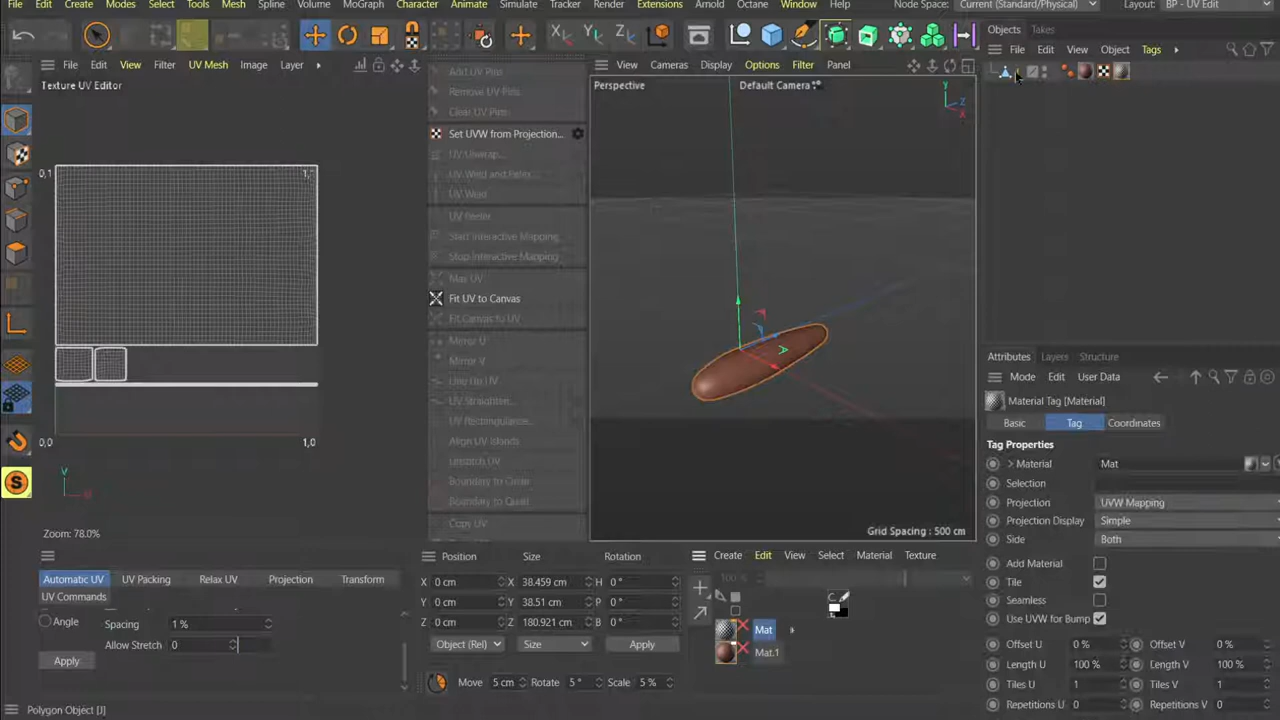 File Edit Create Modes Select Tools Mesh Spline Volume MoGraph Character Animate Simulate Tracker Render Extensions Arnold Octane Window Help Node Space: Current (Standard/Physical) Layout: BP - UV Edit
Objects Takes
File Edit View Object Tags
File Edit View Filter UV Mesh Image Layer
Texture UV Editor
0,1
1,
0,0
1,0
V
Zoom: 78.0%
Add UV Pins
Remove UV Pins
Clear UV Pins
Set UVW from Projection...
UV Unwrap...
UV Weld and Relax...
UV Weld
UV Peeler
Start Interactive Mapping
Stop Interactive Mapping
Max UV
Fit UV to Canvas
Fit Canvas to UV
Mirror U
Mirror V
Line Up UV
UV Straighten...
UV Rectangularize...
Align UV Islands
Boundary to Circle
Boundary to Quad
Copy UV
View Cameras Display Options Filter Panel
Perspective
Default Camera
Y
Z
X
Grid Spacing : 500 cm
Attributes Layers Structure
Mode Edit User Data
Material Tag [Material]
Basic Tag Coordinates
Tag Properties
> Material Mat
Selection
Projection UVW Mapping
Projection Display Simple
Side Both
Add Material
Tile
Seamless
Use UVW for Bump
Offset U 0 % Offset V 0 %
Length U 100 % Length V 100 %
Tiles U 1 Tiles V 1
Repetitions U 0 Repetitions V 0
Automatic UV UV Packing Relax UV Projection Transform
UV Commands
Angle Spacing 1 %
Allow Stretch 0
Apply
Position Size Rotation
X 0 cm X 38.459 cm H 0 °
Y 0 cm Y 38.51 cm P 0 °
Z 0 cm Z 180.921 cm B 0 °
Object (Rel) Size Apply
Move 5 cm Rotate 5 ° Scale 5 %
Create Edit View Select Material Texture
100 %
Mat
Mat.1
Polygon Object [J]